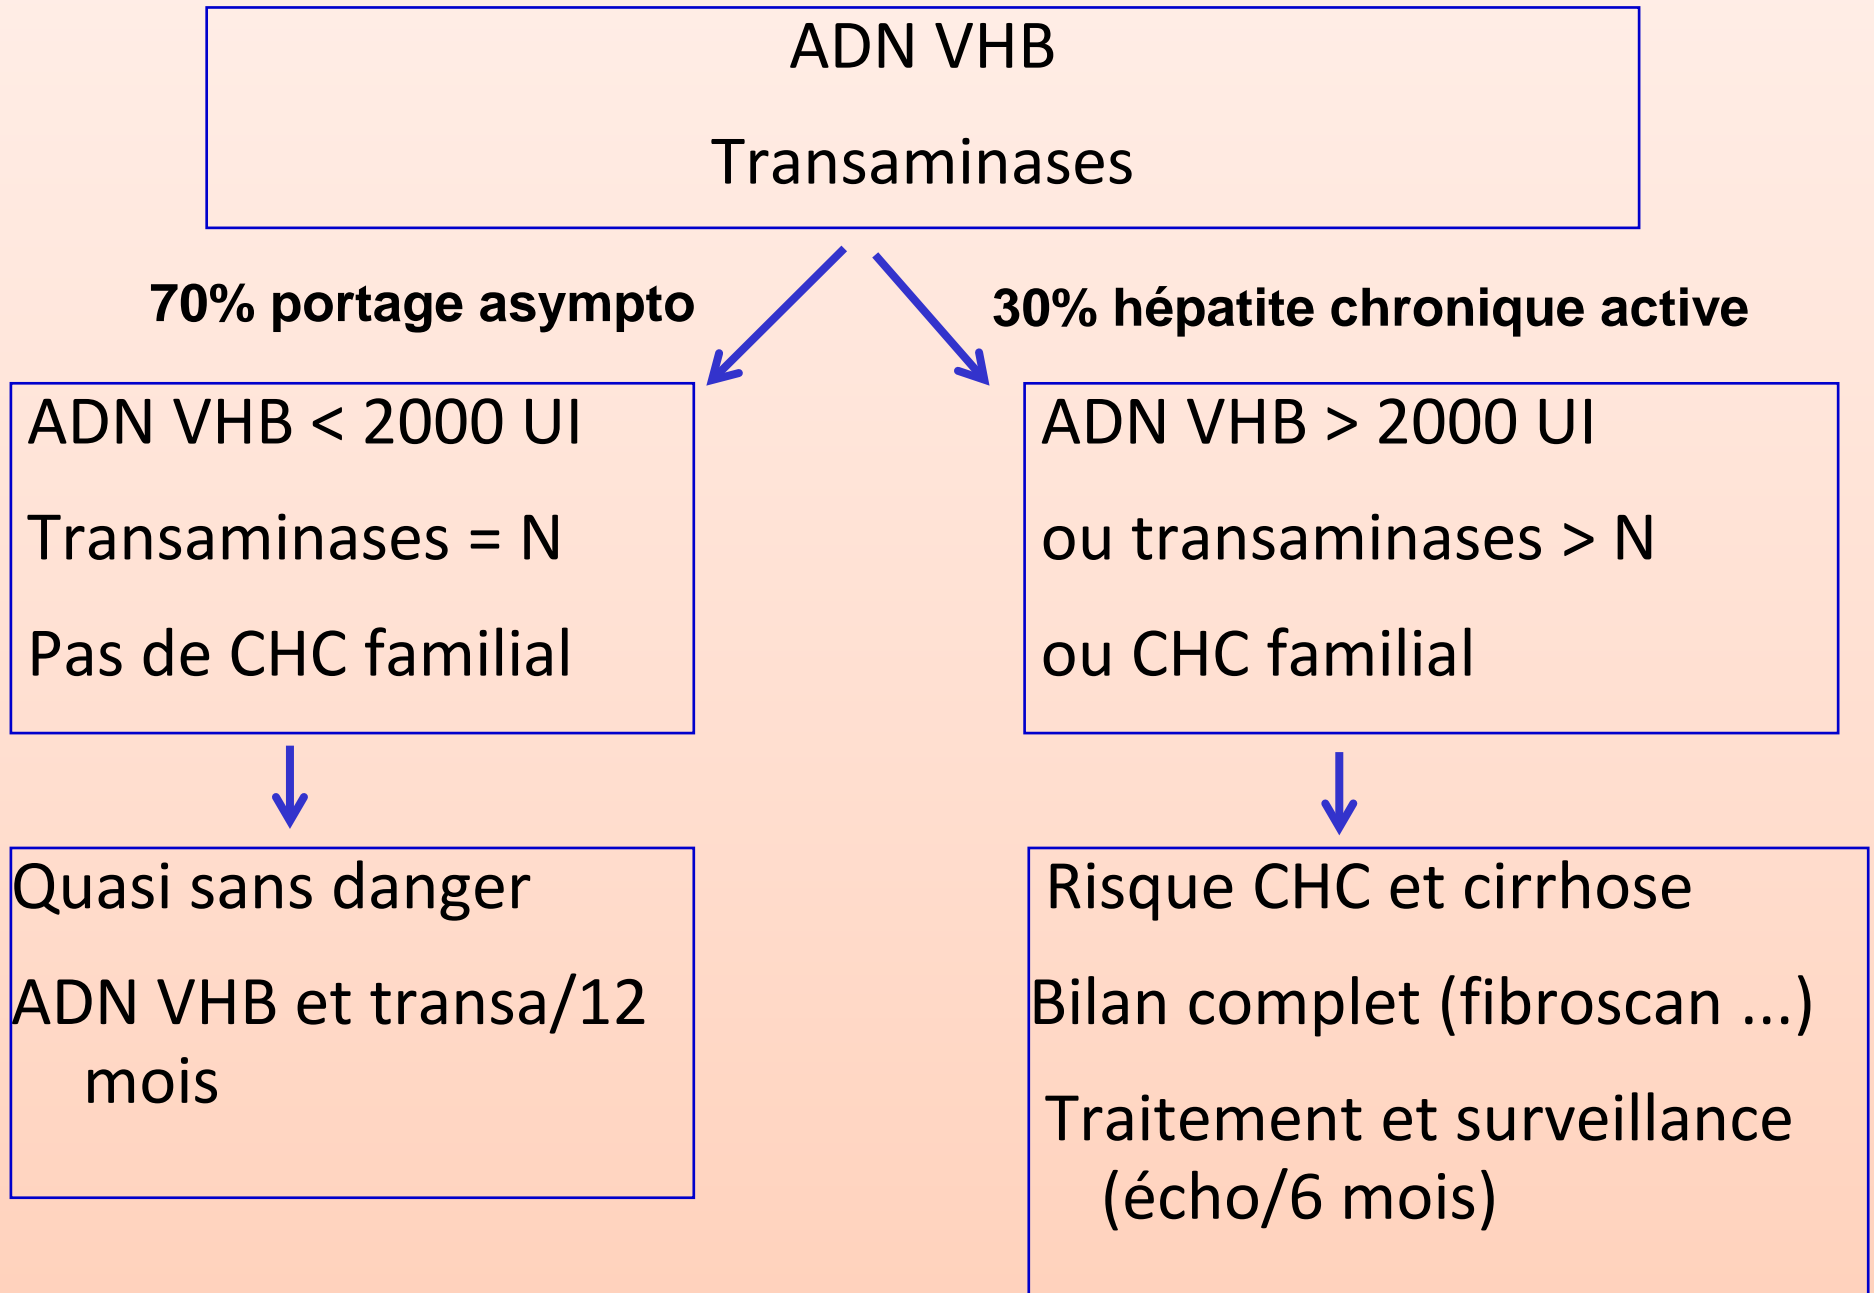 ADN VHB
Transaminases
70% portage asympto
30% hépatite chronique active
ADN VHB < 2000 UI
Transaminases = N
Pas de CHC familial
ADN VHB > 2000 UI
ou transaminases > N
ou CHC familial
Quasi sans danger
ADN VHB et transa/12
mois
Risque CHC et cirrhose
Bilan complet (fibroscan ...)
Traitement et surveillance
(écho/6 mois)